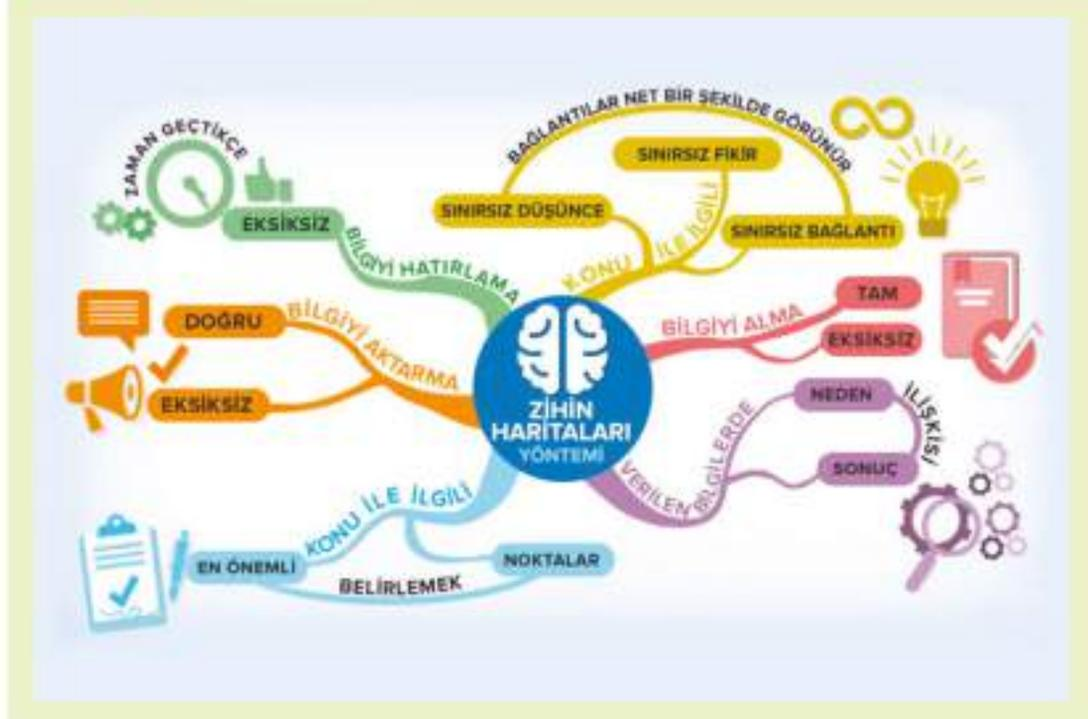 ZİHİN
HARİTALARI
YÖNTEMİ
KONU İLE İLGİLİ
SINIRSIZ DÜŞÜNCE
SINIRSIZ FİKİR
SINIRSIZ BAĞLANTI
BAĞLANTILAR NET BİR ŞEKİLDE GÖRÜNÜR
BİLGİYİ ALMA
TAM
EKSİKSİZ
VERİLEN BİLGİLERDE
NEDEN
SONUÇ
İLİŞKİSİ
KONU İLE İLGİLİ
EN ÖNEMLİ
NOKTALAR
BELİRLEMEK
BİLGİYİ AKTARMA
DOĞRU
EKSİKSİZ
BİLGİYİ HATIRLAMA
EKSİKSİZ
ZAMAN GEÇTİKÇE